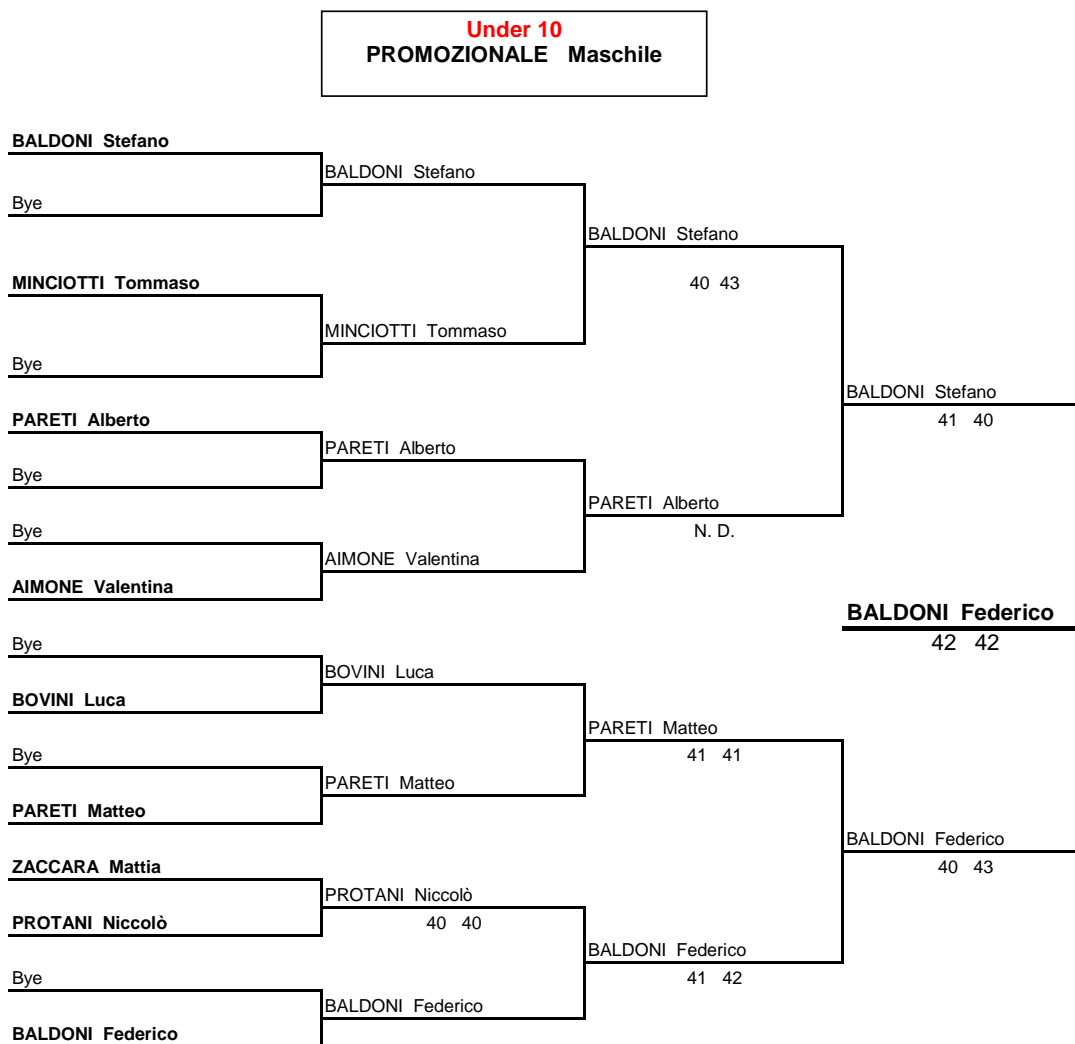 Under 10
PROMOZIONALE Maschile
BALDONI Stefano
BALDONI Stefano
Bye
BALDONI Stefano
MINCIOTTI Tommaso
40 43
MINCIOTTI Tommaso
Bye
BALDONI Stefano
PARETI Alberto
41 40
PARETI Alberto
Bye
PARETI Alberto
Bye
N. D.
AIMONE Valentina
AIMONE Valentina
BALDONI Federico
Bye
42 42
BOVINI Luca
BOVINI Luca
PARETI Matteo
Bye
41 41
PARETI Matteo
PARETI Matteo
BALDONI Federico
ZACCARA Mattia
40 43
PROTANI Niccolò
PROTANI Niccolò
40 40
BALDONI Federico
Bye
41 42
BALDONI Federico
BALDONI Federico